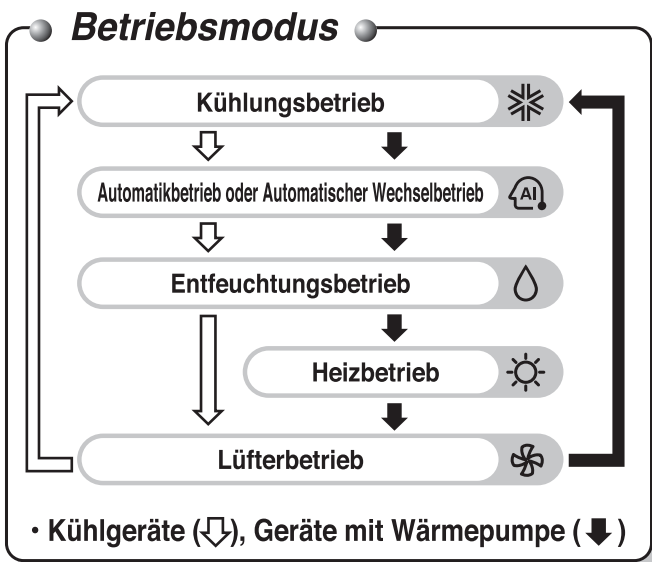 Betriebsmodus
Kühlungsbetrieb
Automatikbetrieb oder Automatischer Wechselbetrieb
AI
Entfeuchtungsbetrieb
Heizbetrieb
Lüfterbetrieb
· Kühlgeräte (⇩), Geräte mit Wärmepumpe (🡇)